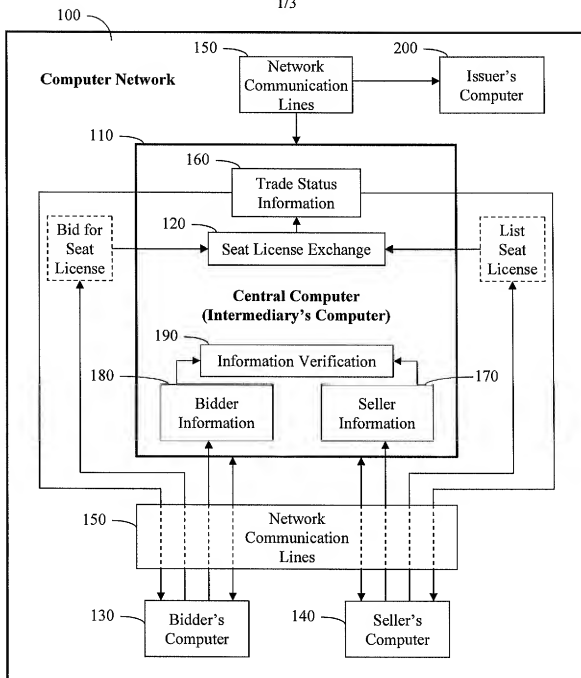 1/3
100
150
200
Computer Network
Network
Communication
Lines
Issuer's
Computer
110
160
Trade Status
Information
120
Bid for
Seat
License
Seat License Exchange
List
Seat
License
Central Computer
(Intermediary's Computer)
190
Information Verification
180
170
Bidder
Information
Seller
Information
150
Network
Communication
Lines
130
Bidder's
Computer
140
Seller's
Computer